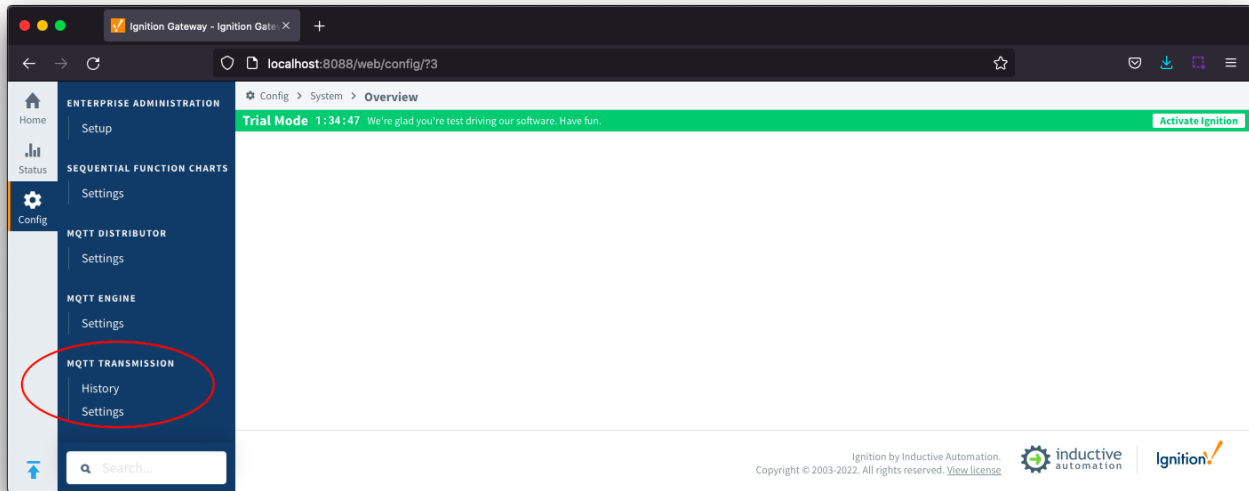 Ignition Gateway - Ignition Gate
localhost:8088/web/config/?3
Home
Status
Config
ENTERPRISE ADMINISTRATION
Setup
SEQUENTIAL FUNCTION CHARTS
Settings
MQTT DISTRIBUTOR
Settings
MQTT ENGINE
Settings
MQTT TRANSMISSION
History
Settings
Search...
Config > System > Overview
Trial Mode 1:34:47 We're glad you're test driving our software. Have fun.
Activate Ignition
Ignition by Inductive Automation.
Copyright © 2003-2022. All rights reserved. View license
inductive
automation
Ignition!